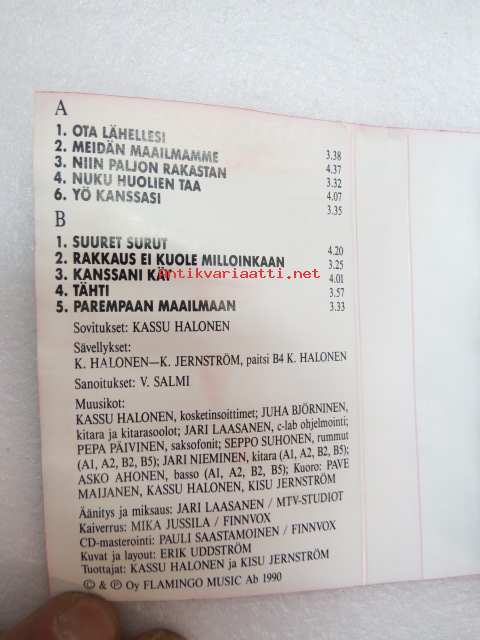 A
1. OTA LÄHELLESI 3.38
2. MEIDÄN MAAILMAMME 4.37
3. NIIN PALJON RAKASTAN 3.32
4. NUKU HUOLIEN TAA 4.07
6. YÖ KANSSASI 3.35
B
1. SUURET SURUT 4.20
2. RAKKAUS EI KUOLE MILLOINKAAN 3.25
3. KANSSANI KÄY 4.01
4. TÄHTI 3.57
5. PAREMPAAN MAAILMAAN 3.33
antikvariaatti.net
Sovitukset: KASSU HALONEN
Sävellykset:
K. HALONEN—K. JERNSTRÖM, paitsi B4 K. HALONEN
Sanoitukset: V. SALMI
Muusikot:
KASSU HALONEN, kosketinsoittimet; JUHA BJÖRNINEN,
kitara ja kitarasoolot; JARI LAASANEN, c-lab ohjelmointi;
PEPA PÄIVINEN, saksofonit; SEPPO SUHONEN, rummut
(A1, A2, B2, B5); JARI NIEMINEN, kitara (A1, A2, B2, B5);
ASKO AHONEN, basso (A1, A2, B2, B5); Kuoro: PAVE
MAIJANEN, KASSU HALONEN, KISU JERNSTRÖM
Äänitys ja miksaus: JARI LAASANEN / MTV-STUDIOT
Kaiverrus: MIKA JUSSILA / FINNVOX
CD-masterointi: PAULI SAASTAMOINEN / FINNVOX
Kuvat ja layout: ERIK UDDSTRÖM
Tuottajat: KASSU HALONEN ja KISU JERNSTRÖM
© & ℗ Oy FLAMINGO MUSIC Ab 1990